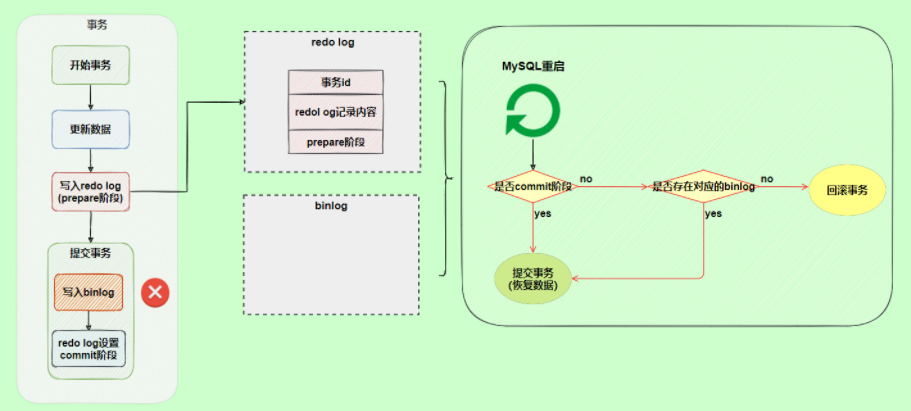 事务
开始事务
更新数据
写入redo log
(prepare阶段)
提交事务
写入binlog
redo log设置
commit阶段
redo log
事务id
redol og记录内容
prepare阶段
binlog
MySQL重启
是否commit阶段
no
是否存在对应的binlog
no
回滚事务
yes
yes
提交事务
(恢复数据)